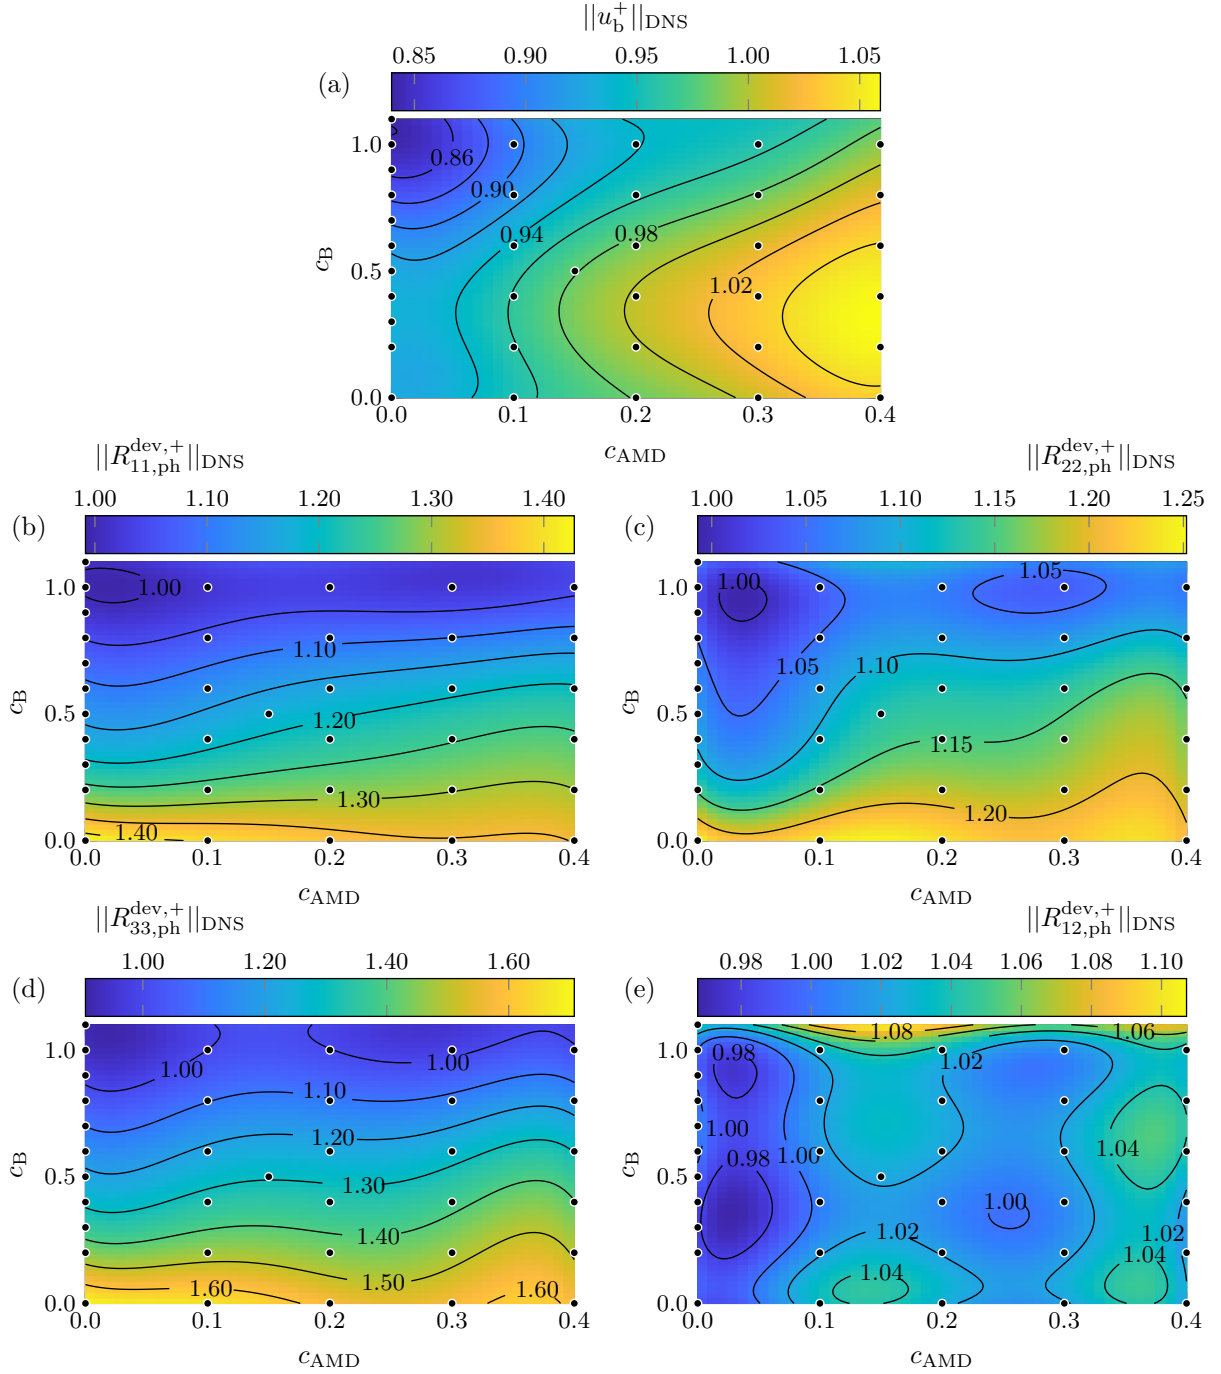 ||u_b^+||_DNS
0.85 0.90 0.95 1.00 1.05
(a)
1.0
0.5
0.0
c_B
0.86
0.90
0.94
0.98
1.02
0.0 0.1 0.2 0.3 0.4
c_AMD
||R_{11,ph}^{dev,+}||_DNS
1.00 1.10 1.20 1.30 1.40
(b)
1.0
0.5
0.0
c_B
1.00
1.10
1.20
1.30
1.40
0.0 0.1 0.2 0.3 0.4
c_AMD
||R_{22,ph}^{dev,+}||_DNS
1.00 1.05 1.10 1.15 1.20 1.25
(c)
1.0
0.5
0.0
c_B
1.00
1.05
1.05
1.10
1.15
1.20
0.0 0.1 0.2 0.3 0.4
c_AMD
||R_{33,ph}^{dev,+}||_DNS
1.00 1.20 1.40 1.60
(d)
1.0
0.5
0.0
c_B
1.00
1.00
1.10
1.20
1.30
1.40
1.50
1.60
1.60
0.0 0.1 0.2 0.3 0.4
c_AMD
||R_{12,ph}^{dev,+}||_DNS
0.98 1.00 1.02 1.04 1.06 1.08 1.10
(e)
1.0
0.5
0.0
c_B
1.08
1.06
0.98
1.02
1.00
0.98
1.00
1.04
1.00
1.02
1.02
1.04
1.04
0.0 0.1 0.2 0.3 0.4
c_AMD